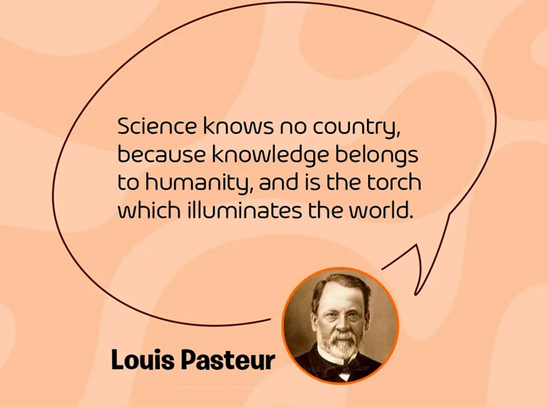 Science knows no country,
because knowledge belongs
to humanity, and is the torch
which illuminates the world.
Louis Pasteur